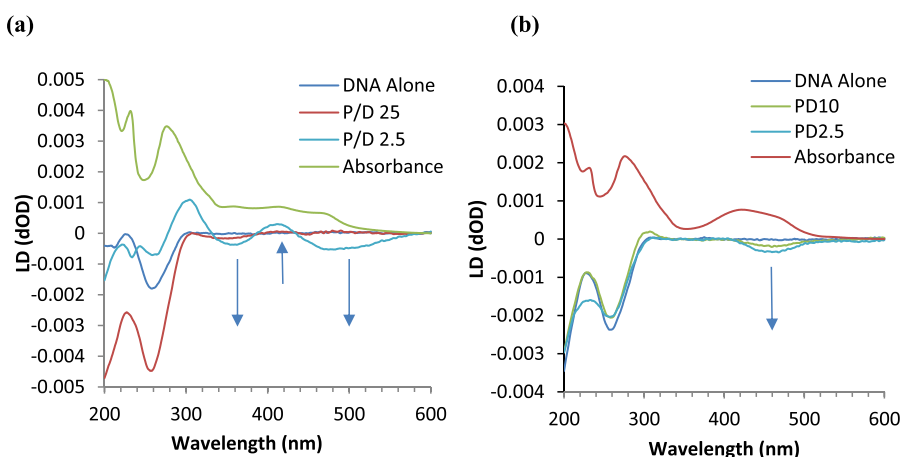 (a)
(b)
0.005
0.004
0.003
0.002
0.001
0
-0.001
-0.002
-0.003
-0.004
-0.005
200
300
400
500
600
LD (dOD)
Wavelength (nm)
DNA Alone
P/D 25
P/D 2.5
Absorbance
0.004
0.003
0.002
0.001
0
-0.001
-0.002
-0.003
-0.004
200
300
400
500
600
LD (dOD)
Wavelength (nm)
DNA Alone
PD10
PD2.5
Absorbance